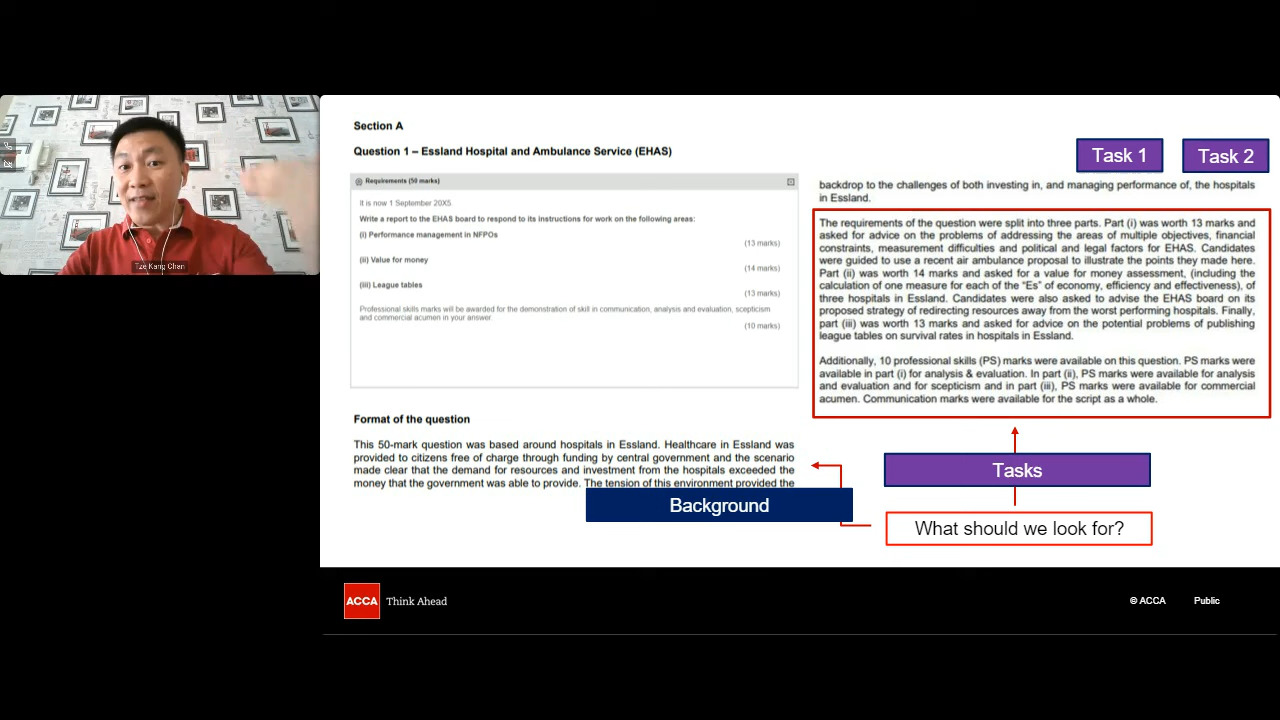 Tze Kang Chan
Section A
Question 1 – Essland Hospital and Ambulance Service (EHAS)
Requirements (50 marks)
It is now 1 September 20X5.
Write a report to the EHAS board to respond to its instructions for work on the following areas:
(i) Performance management in NFPOs
(13 marks)
(ii) Value for money
(14 marks)
(iii) League tables
(13 marks)
Professional skills marks will be awarded for the demonstration of skill in communication, analysis and evaluation, scepticism
and commercial acumen in your answer.
(10 marks)
Format of the question
This 50-mark question was based around hospitals in Essland. Healthcare in Essland was
provided to citizens free of charge through funding by central government and the scenario
made clear that the demand for resources and investment from the hospitals exceeded the
money that the government was able to provide. The tension of this environment provided the
Background
Task 1
Task 2
backdrop to the challenges of both investing in, and managing performance of, the hospitals
in Essland.
The requirements of the question were split into three parts. Part (i) was worth 13 marks and
asked for advice on the problems of addressing the areas of multiple objectives, financial
constraints, measurement difficulties and political and legal factors for EHAS. Candidates
were guided to use a recent air ambulance proposal to illustrate the points they made here.
Part (ii) was worth 14 marks and asked for a value for money assessment, (including the
calculation of one measure for each of the “Es” of economy, efficiency and effectiveness), of
three hospitals in Essland. Candidates were also asked to advise the EHAS board on its
proposed strategy of redirecting resources away from the worst performing hospitals. Finally,
part (iii) was worth 13 marks and asked for advice on the potential problems of publishing
league tables on survival rates in hospitals in Essland.
Additionally, 10 professional skills (PS) marks were available on this question. PS marks were
available in part (i) for analysis & evaluation. In part (ii), PS marks were available for analysis
and evaluation and for scepticism and in part (iii), PS marks were available for commercial
acumen. Communication marks were available for the script as a whole.
Tasks
What should we look for?
ACCA
Think Ahead
© ACCA
Public